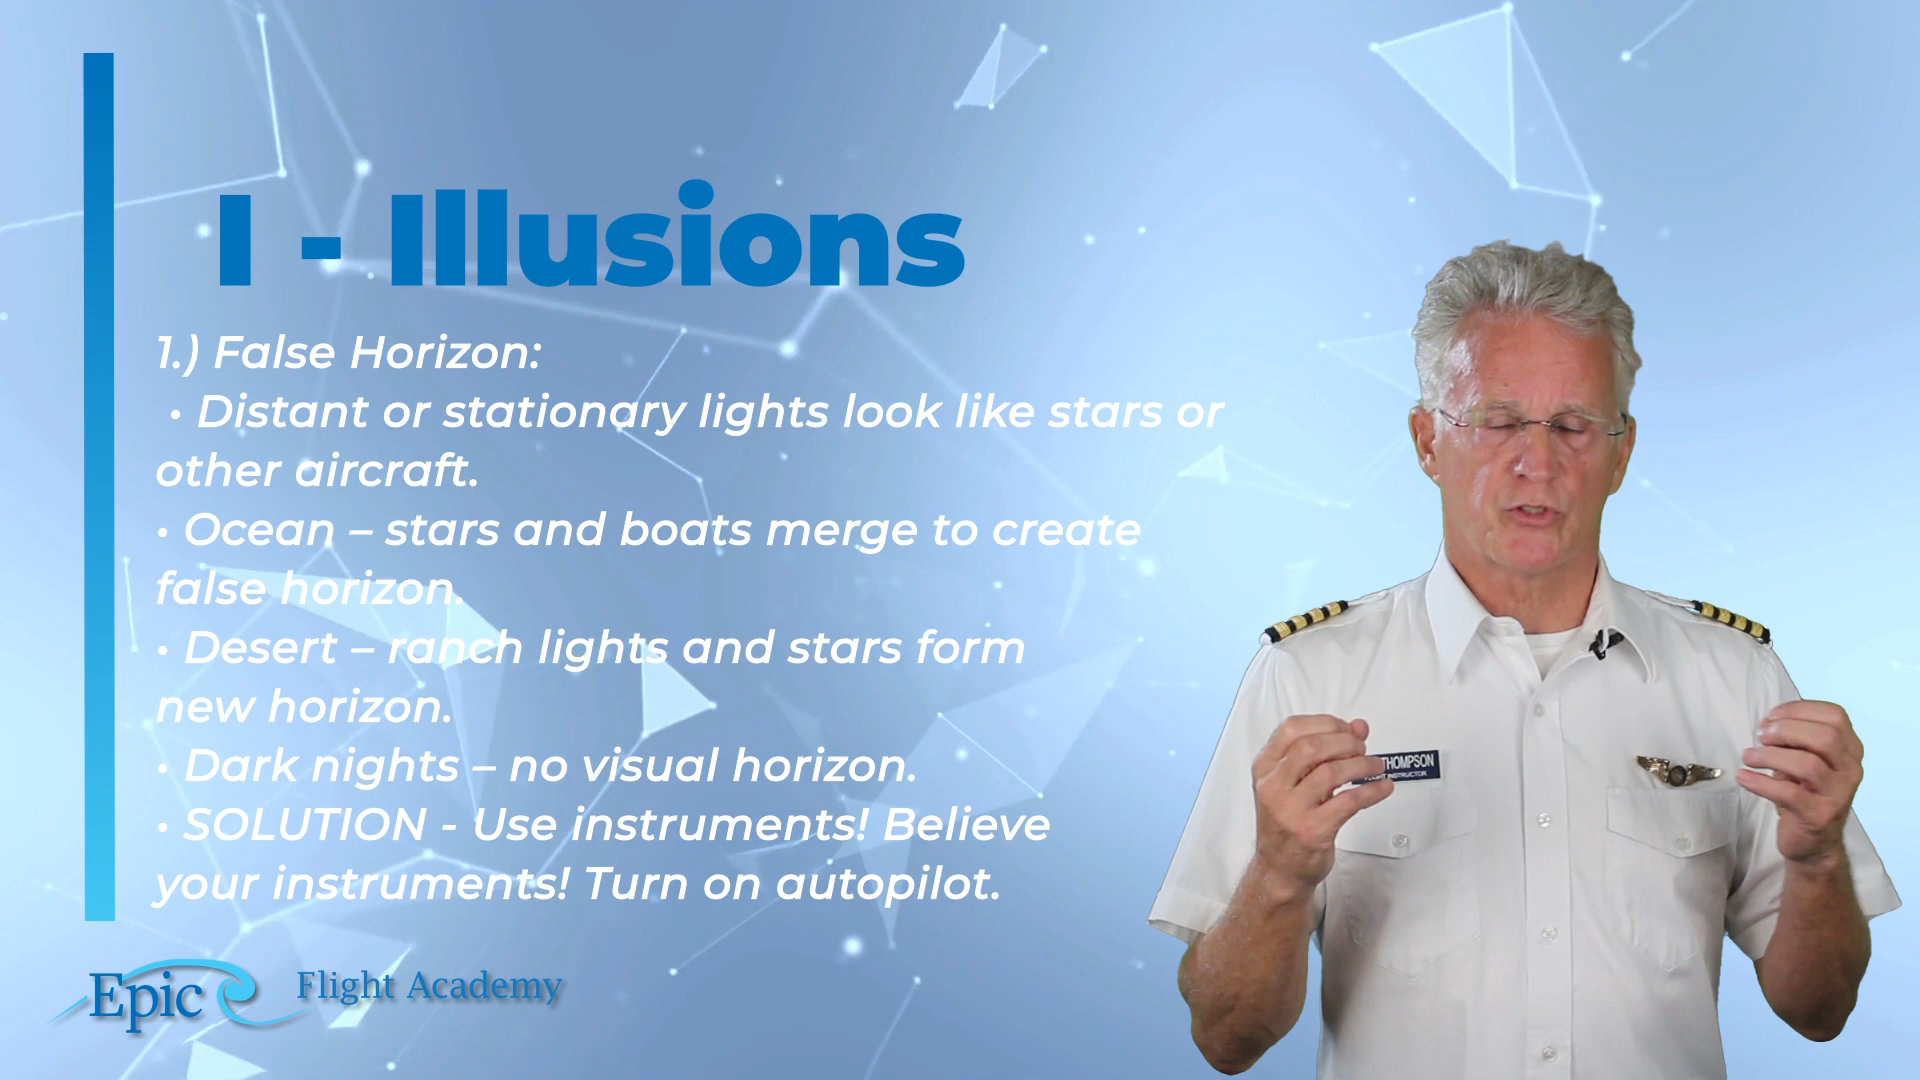 I - Illusions
1.) False Horizon:
• Distant or stationary lights look like stars or
other aircraft.
• Ocean – stars and boats merge to create
false horizon.
• Desert – ranch lights and stars form
new horizon.
• Dark nights – no visual horizon.
• SOLUTION - Use instruments! Believe
your instruments! Turn on autopilot.
THOMPSON
INSTRUCTOR
Epic Flight Academy